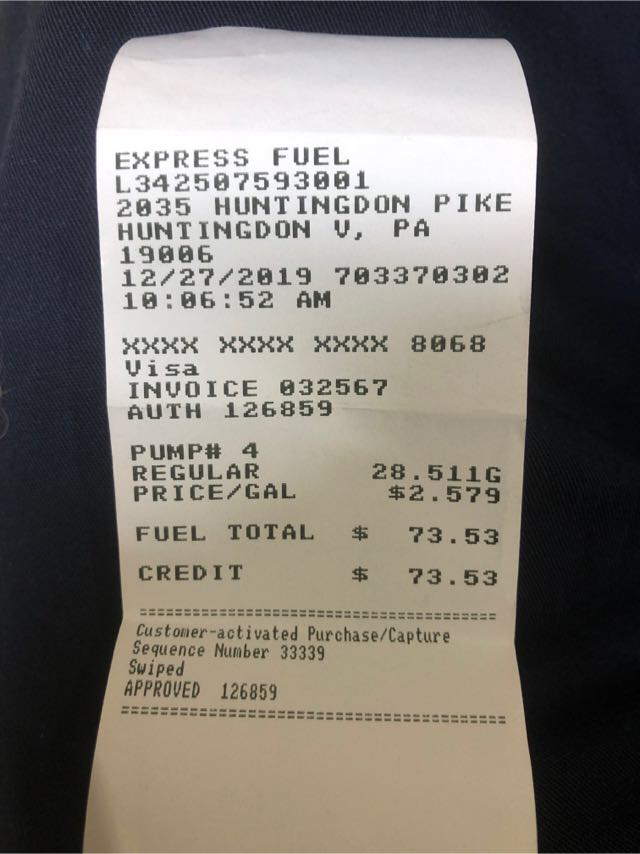 EXPRESS FUEL
L342507593001
2035 HUNTINGDON PIKE
HUNTINGDON V, PA
19006
12/27/2019 703370302
10:06:52 AM
XXXX XXXX XXXX 8068
Visa
INVOICE 032567
AUTH 126859
PUMP# 4
REGULAR 28.511G
PRICE/GAL $2.579
FUEL TOTAL $ 73.53
CREDIT $ 73.53
=======================================
Customer-activated Purchase/Capture
Sequence Number 33339
Swiped
APPROVED 126859
=======================================